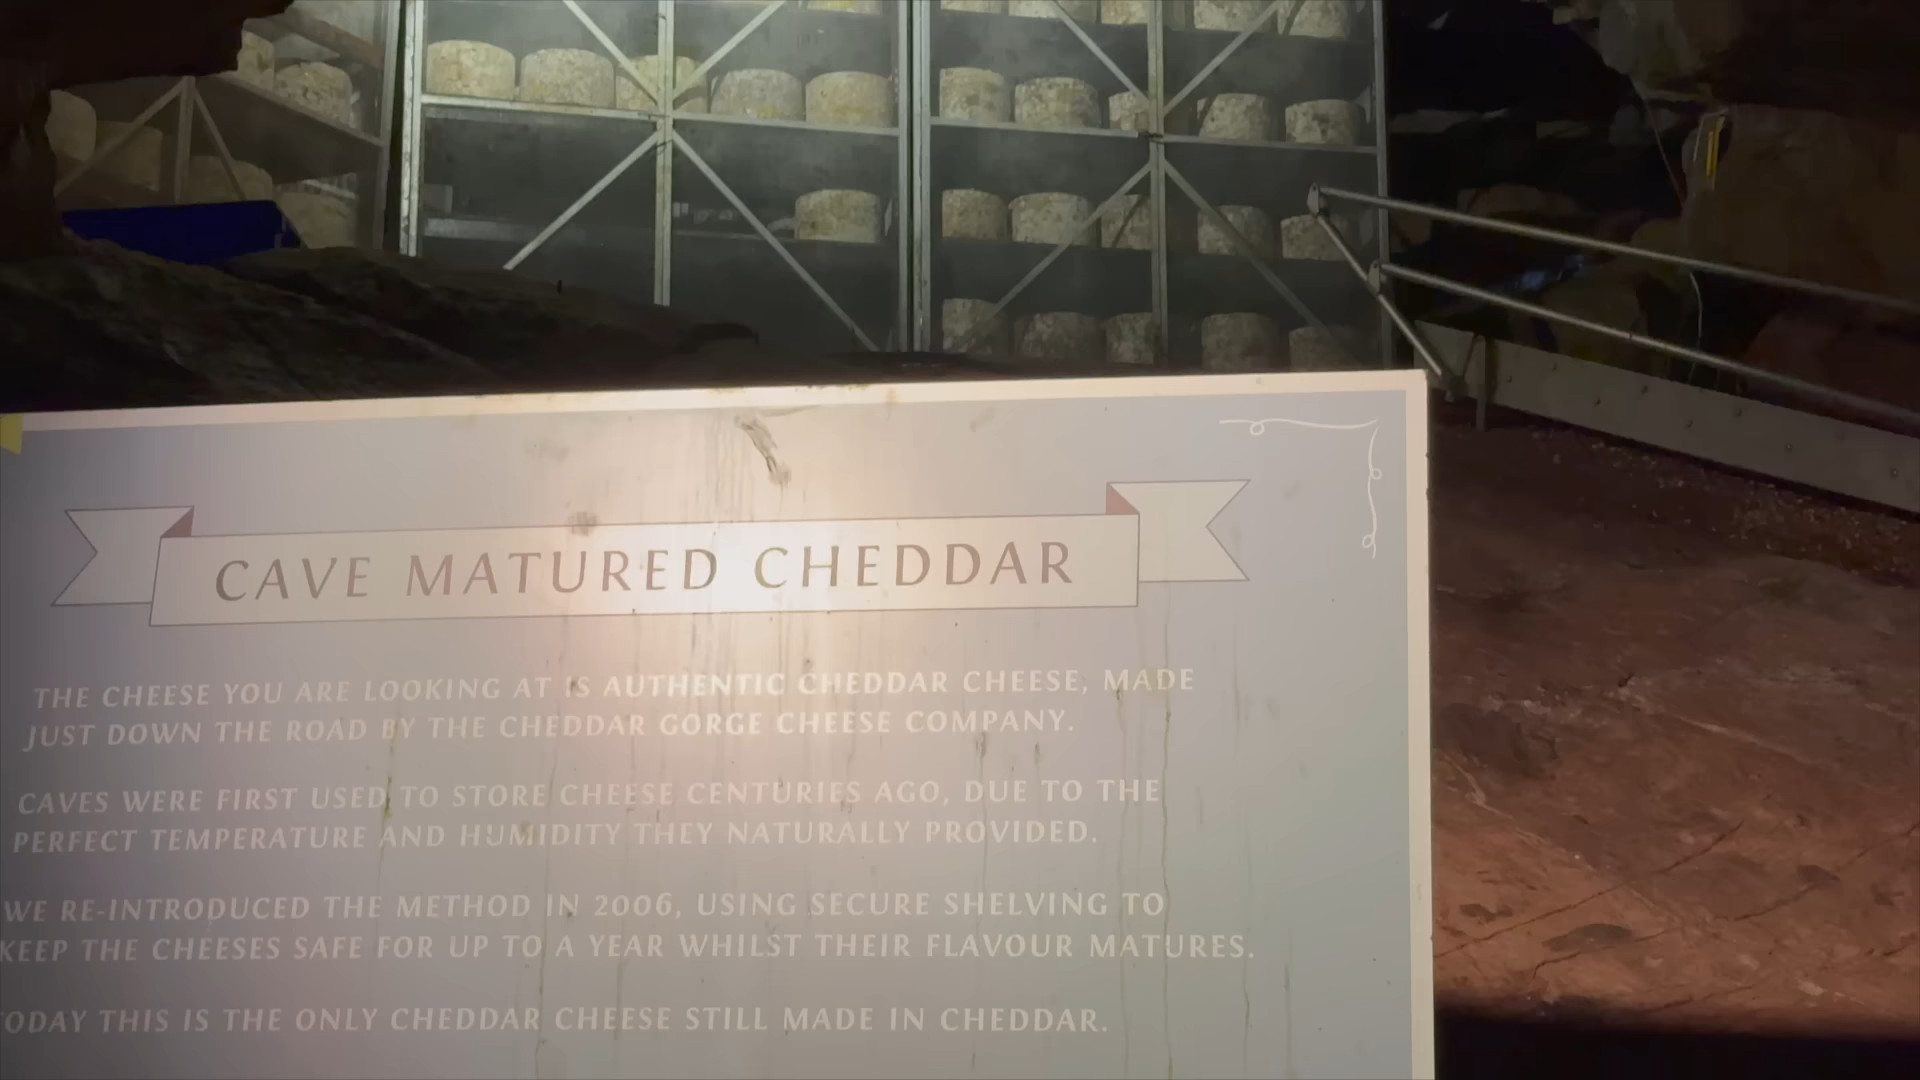 CAVE MATURED CHEDDAR
THE CHEESE YOU ARE LOOKING AT IS AUTHENTIC CHEDDAR CHEESE, MADE
JUST DOWN THE ROAD BY THE CHEDDAR GORGE CHEESE COMPANY.
CAVES WERE FIRST USED TO STORE CHEESE CENTURIES AGO, DUE TO THE
PERFECT TEMPERATURE AND HUMIDITY THEY NATURALLY PROVIDED.
WE RE-INTRODUCED THE METHOD IN 2006, USING SECURE SHELVING TO
KEEP THE CHEESES SAFE FOR UP TO A YEAR WHILST THEIR FLAVOUR MATURES.
TODAY THIS IS THE ONLY CHEDDAR CHEESE STILL MADE IN CHEDDAR.